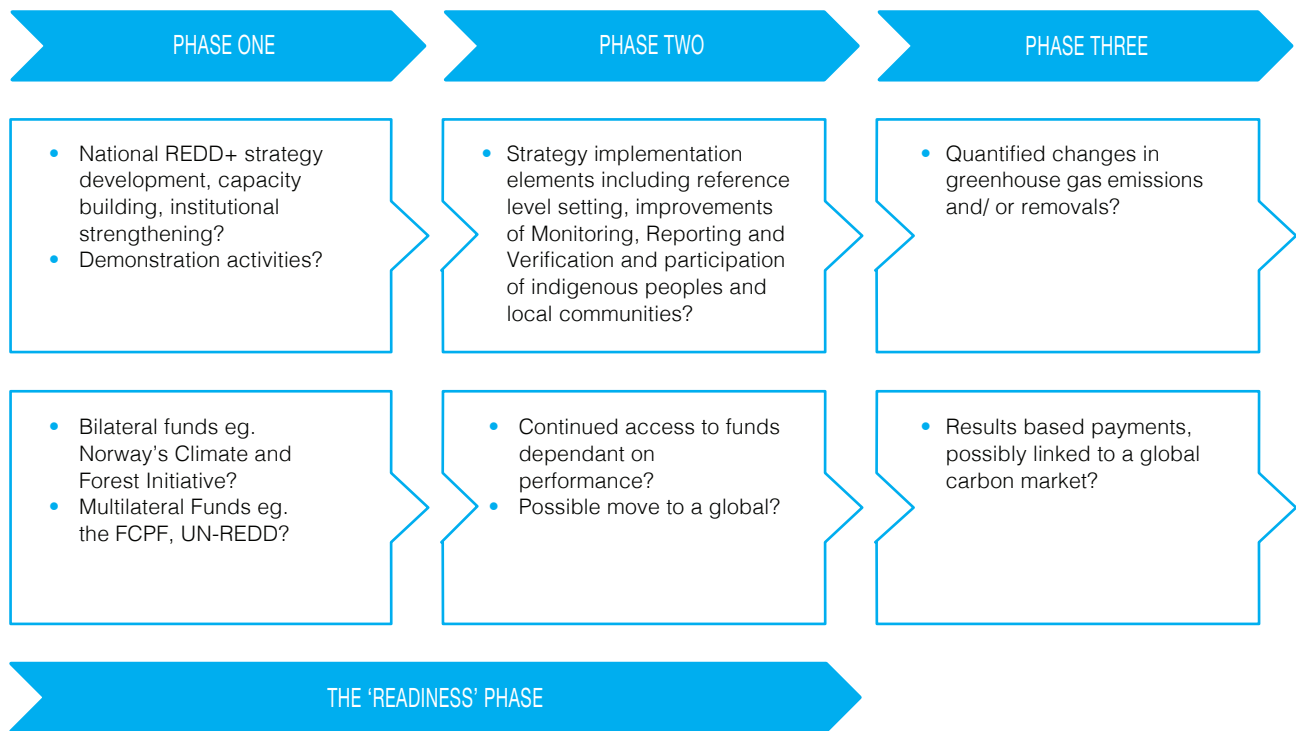 PHASE ONE
PHASE TWO
PHASE THREE
• National REDD+ strategy
development, capacity
building, institutional
strengthening?
• Demonstration activities?
• Strategy implementation
elements including reference
level setting, improvements
of Monitoring, Reporting and
Verification and participation
of indigenous peoples and
local communities?
• Quantified changes in
greenhouse gas emissions
and/ or removals?
• Bilateral funds eg.
Norway's Climate and
Forest Initiative?
• Multilateral Funds eg.
the FCPF, UN-REDD?
• Continued access to funds
dependant on
performance?
• Possible move to a global?
• Results based payments,
possibly linked to a global
carbon market?
THE ‘READINESS’ PHASE